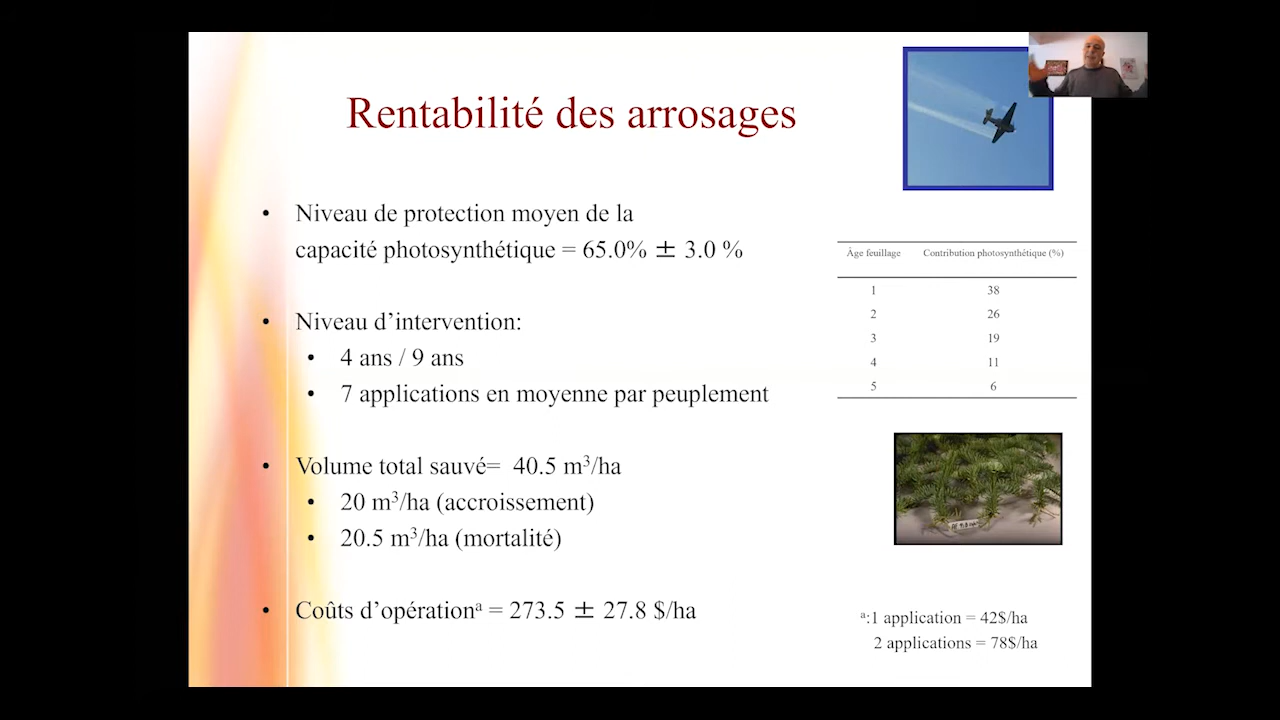 Rentabilité des arrosages
• Niveau de protection moyen de la
capacité photosynthétique = 65.0% ± 3.0 %
• Niveau d’intervention:
• 4 ans / 9 ans
• 7 applications en moyenne par peuplement
• Volume total sauvé= 40.5 m³/ha
• 20 m³/ha (accroissement)
• 20.5 m³/ha (mortalité)
• Coûts d’opérationᵃ = 273.5 ± 27.8 $/ha
Âge feuillage Contribution photosynthétique (%)
1 38
2 26
3 19
4 11
5 6
ᵃ:1 application = 42$/ha
2 applications = 78$/ha